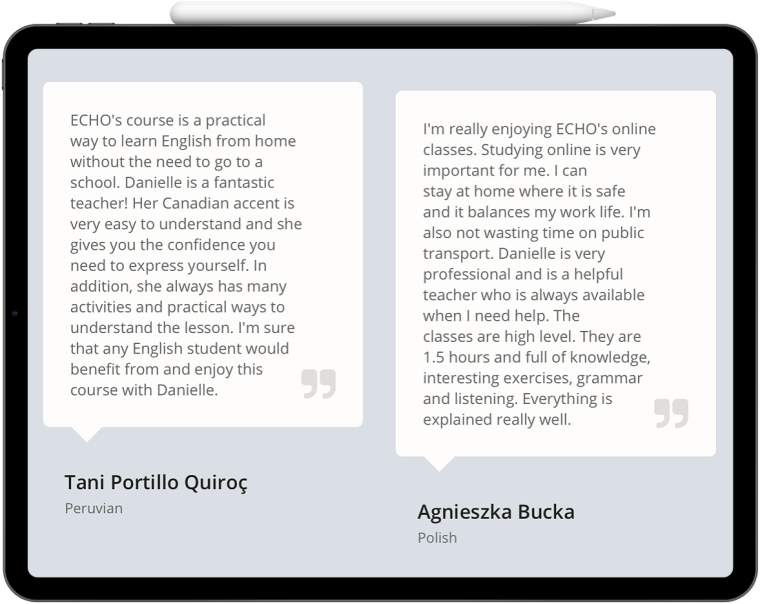 ECHO's course is a practical
way to learn English from home
without the need to go to a
school. Danielle is a fantastic
teacher! Her Canadian accent is
very easy to understand and she
gives you the confidence you
need to express yourself. In
addition, she always has many
activities and practical ways to
understand the lesson. I'm sure
that any English student would
benefit from and enjoy this
course with Danielle.
Tani Portillo Quiroç
Peruvian
I'm really enjoying ECHO's online
classes. Studying online is very
important for me. I can
stay at home where it is safe
and it balances my work life. I'm
also not wasting time on public
transport. Danielle is very
professional and is a helpful
teacher who is always available
when I need help. The
classes are high level. They are
1.5 hours and full of knowledge,
interesting exercises, grammar
and listening. Everything is
explained really well.
Agnieszka Bucka
Polish